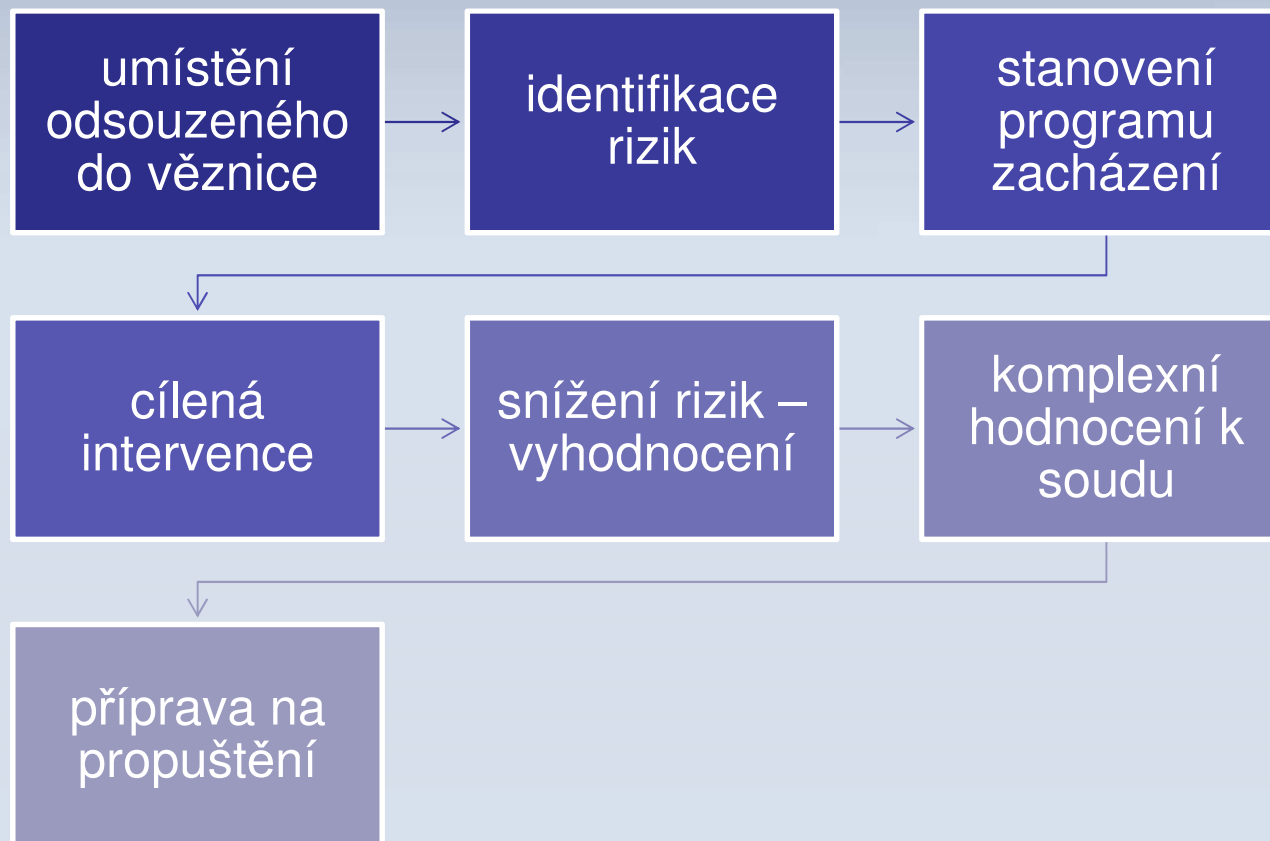 umístění
odsouzeného
do věznice
identifikace
rizik
stanovení
programu
zacházení
cílená
intervence
snížení rizik –
vyhodnocení
komplexní
hodnocení k
soudu
příprava na
propuštění